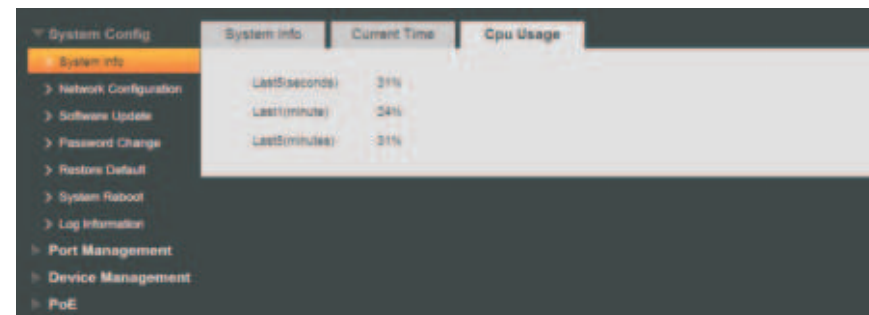 System Config
System Info
Network Configuration
Software Update
Password Change
Restore Default
System Reboot
Log Information
Port Management
Device Management
PoE
System Info
Current Time
Cpu Usage
Last5(seconds) 31%
Last1(minute) 24%
Last5(minutes) 31%